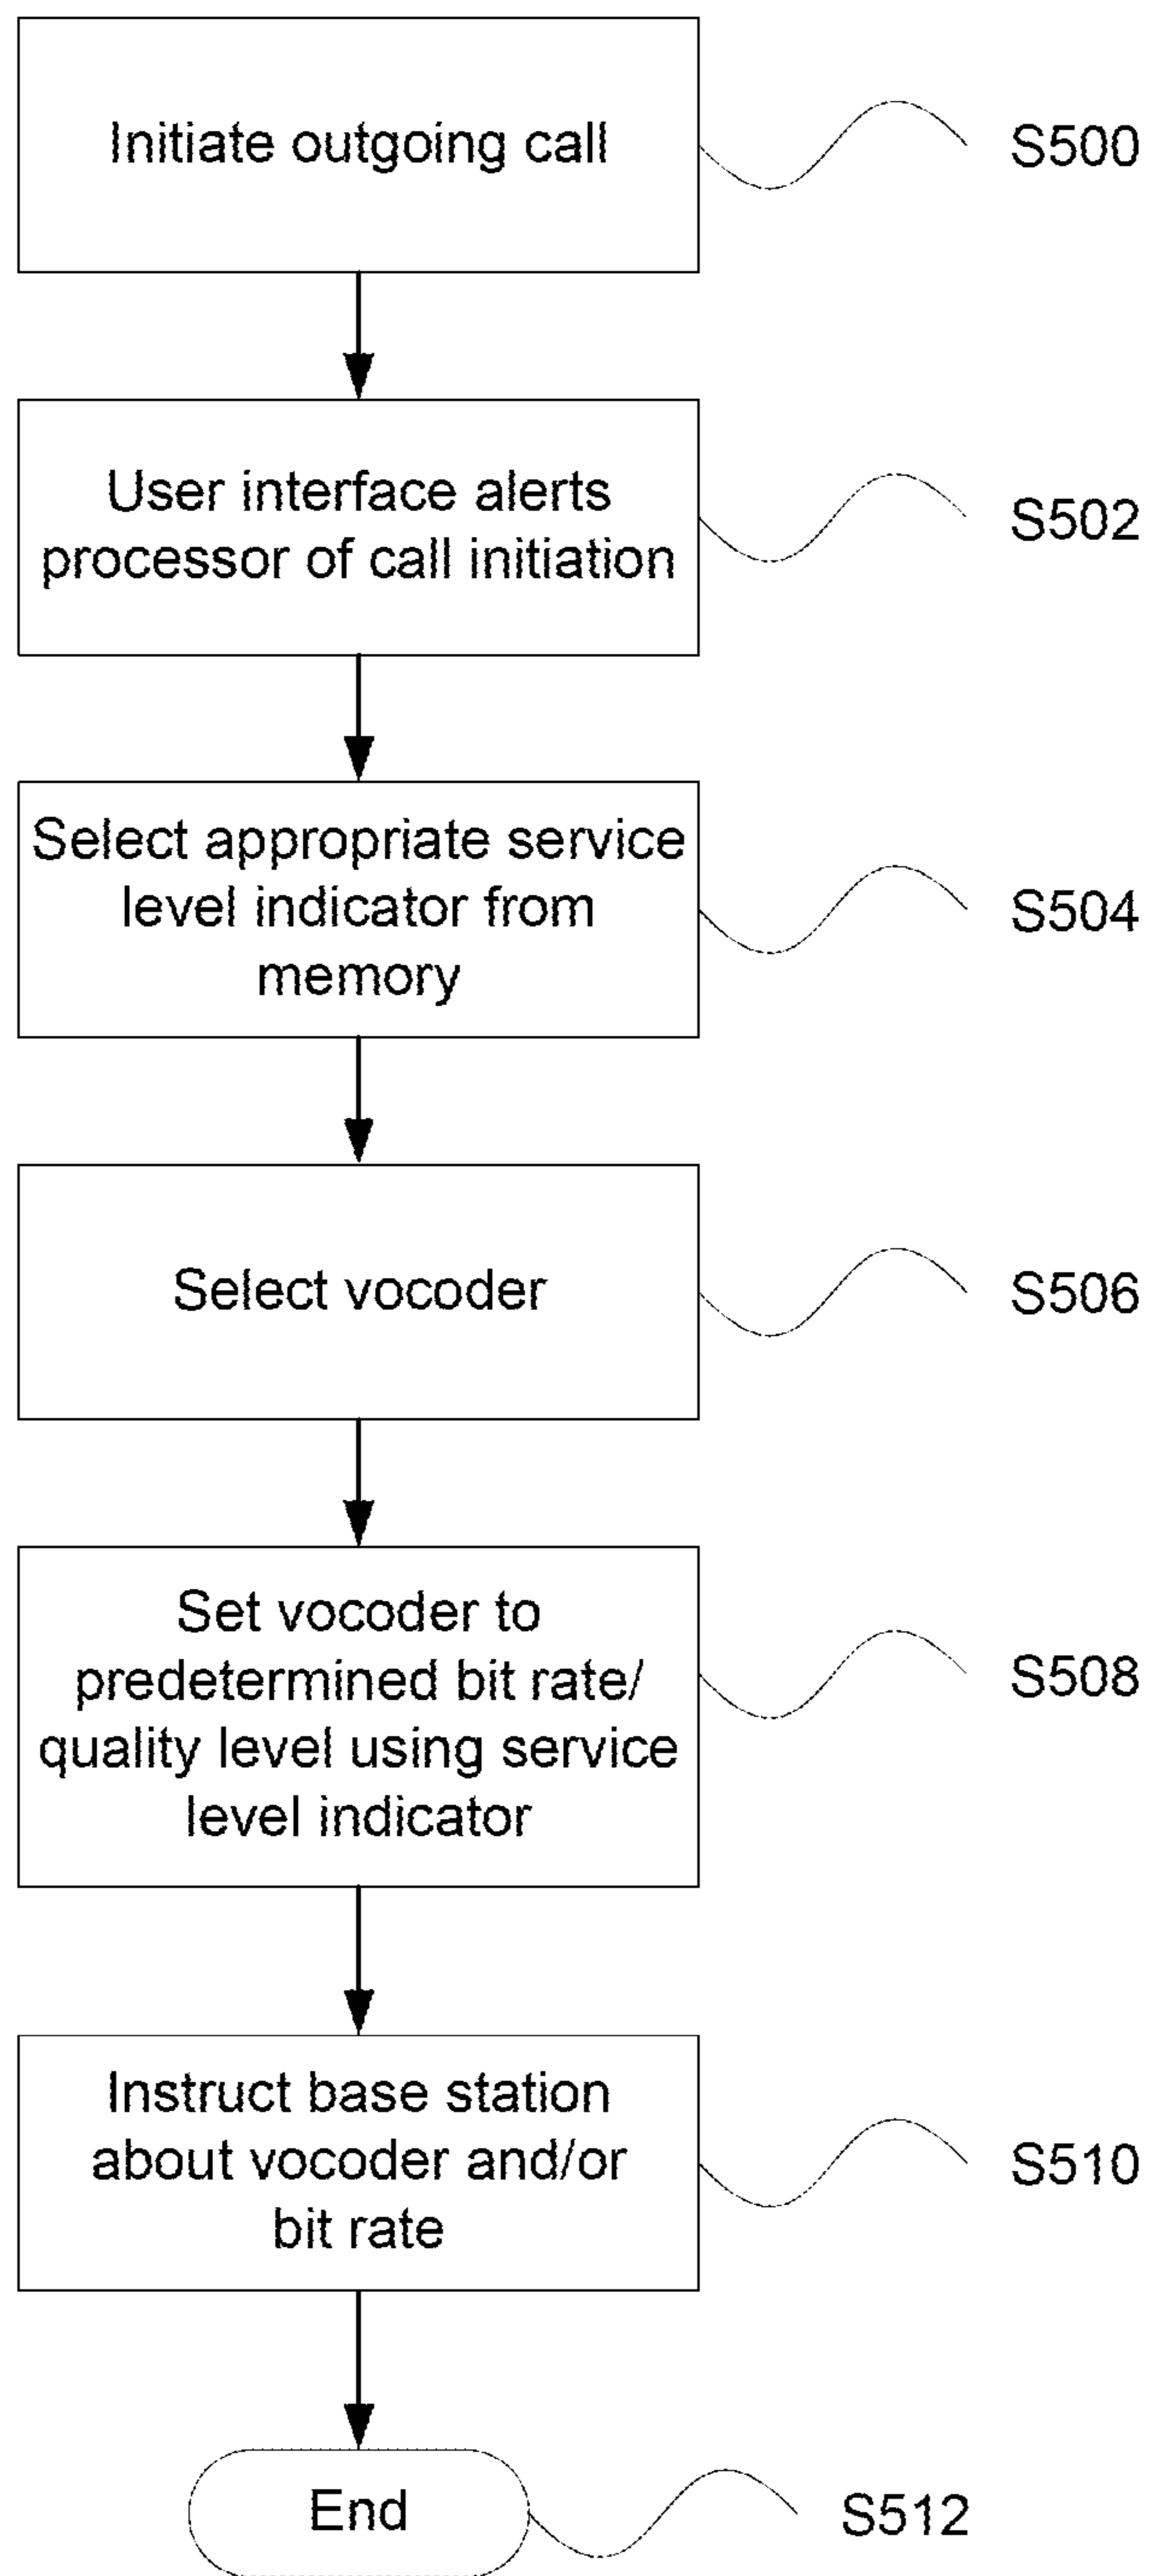 Initiate outgoing call
S500
User interface alerts
processor of call initiation
S502
Select appropriate service
level indicator from
memory
S504
Select vocoder
S506
Set vocoder to
predetermined bit rate/
quality level using service
level indicator
S508
Instruct base station
about vocoder and/or
bit rate
S510
End
S512